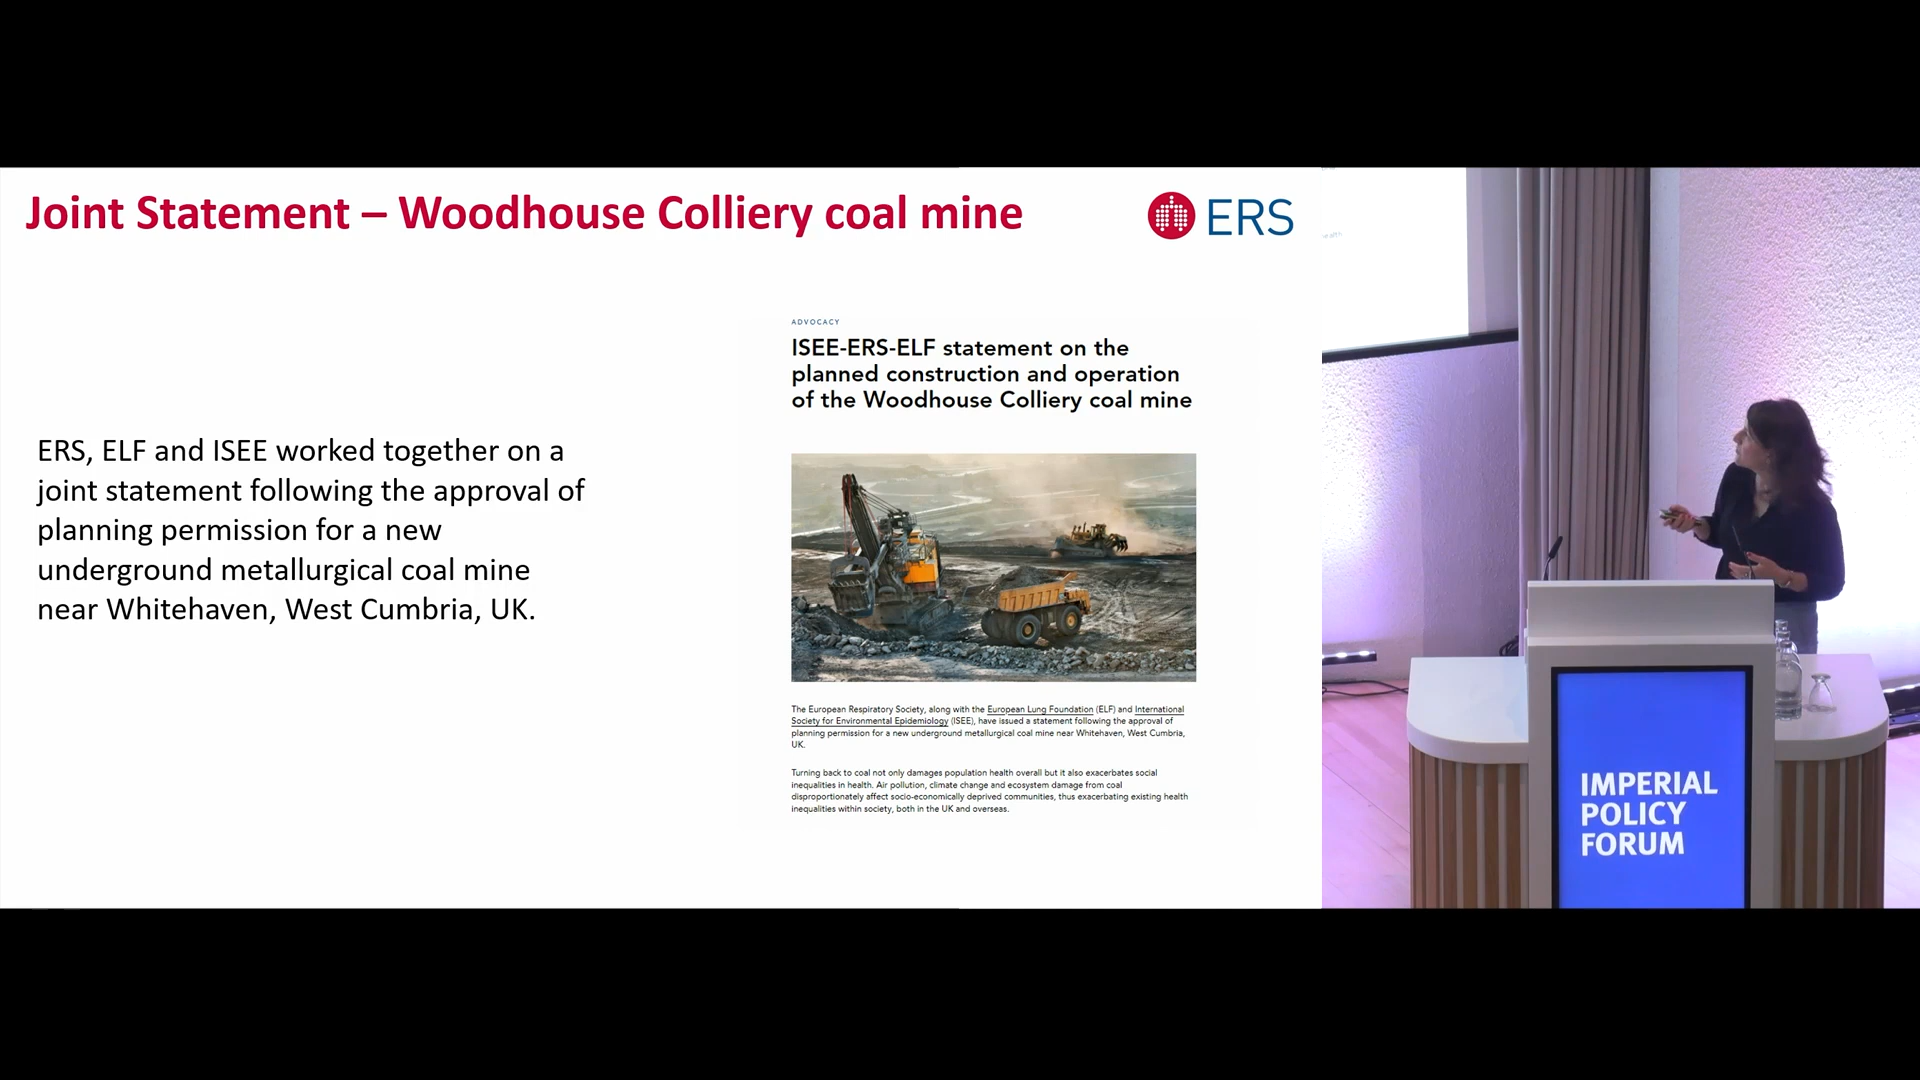 Joint Statement – Woodhouse Colliery coal mine
ERS
ERS, ELF and ISEE worked together on a
joint statement following the approval of
planning permission for a new
underground metallurgical coal mine
near Whitehaven, West Cumbria, UK.
ADVOCACY
ISEE-ERS-ELF statement on the
planned construction and operation
of the Woodhouse Colliery coal mine
The European Respiratory Society, along with the European Lung Foundation (ELF) and International
Society for Environmental Epidemiology (ISEE), have issued a statement following the approval of
planning permission for a new underground metallurgical coal mine near Whitehaven, West Cumbria,
UK.
Turning back to coal not only damages population health overall but it also exacerbates social
inequalities in health. Air pollution, climate change and ecosystem damage from coal
disproportionately affect socio-economically deprived communities, thus exacerbating existing health
inequalities within society, both in the UK and overseas.
IMPERIAL
POLICY
FORUM